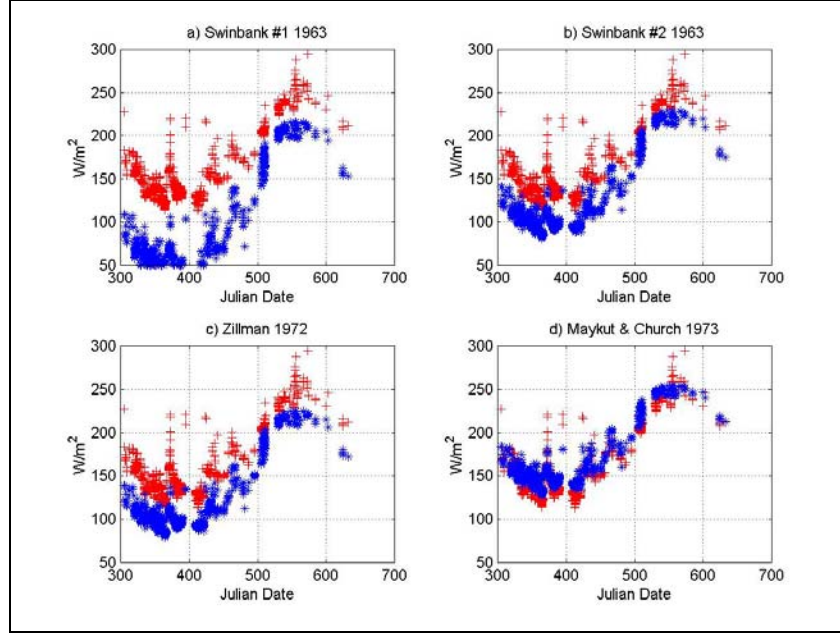 a) Swinbank #1 1963
300
250
200
150
100
50
W/m²
300 400 500 600 700
Julian Date
b) Swinbank #2 1963
300
250
200
150
100
50
W/m²
300 400 500 600 700
Julian Date
c) Zillman 1972
300
250
200
150
100
50
W/m²
300 400 500 600 700
Julian Date
d) Maykut & Church 1973
300
250
200
150
100
50
W/m²
300 400 500 600 700
Julian Date